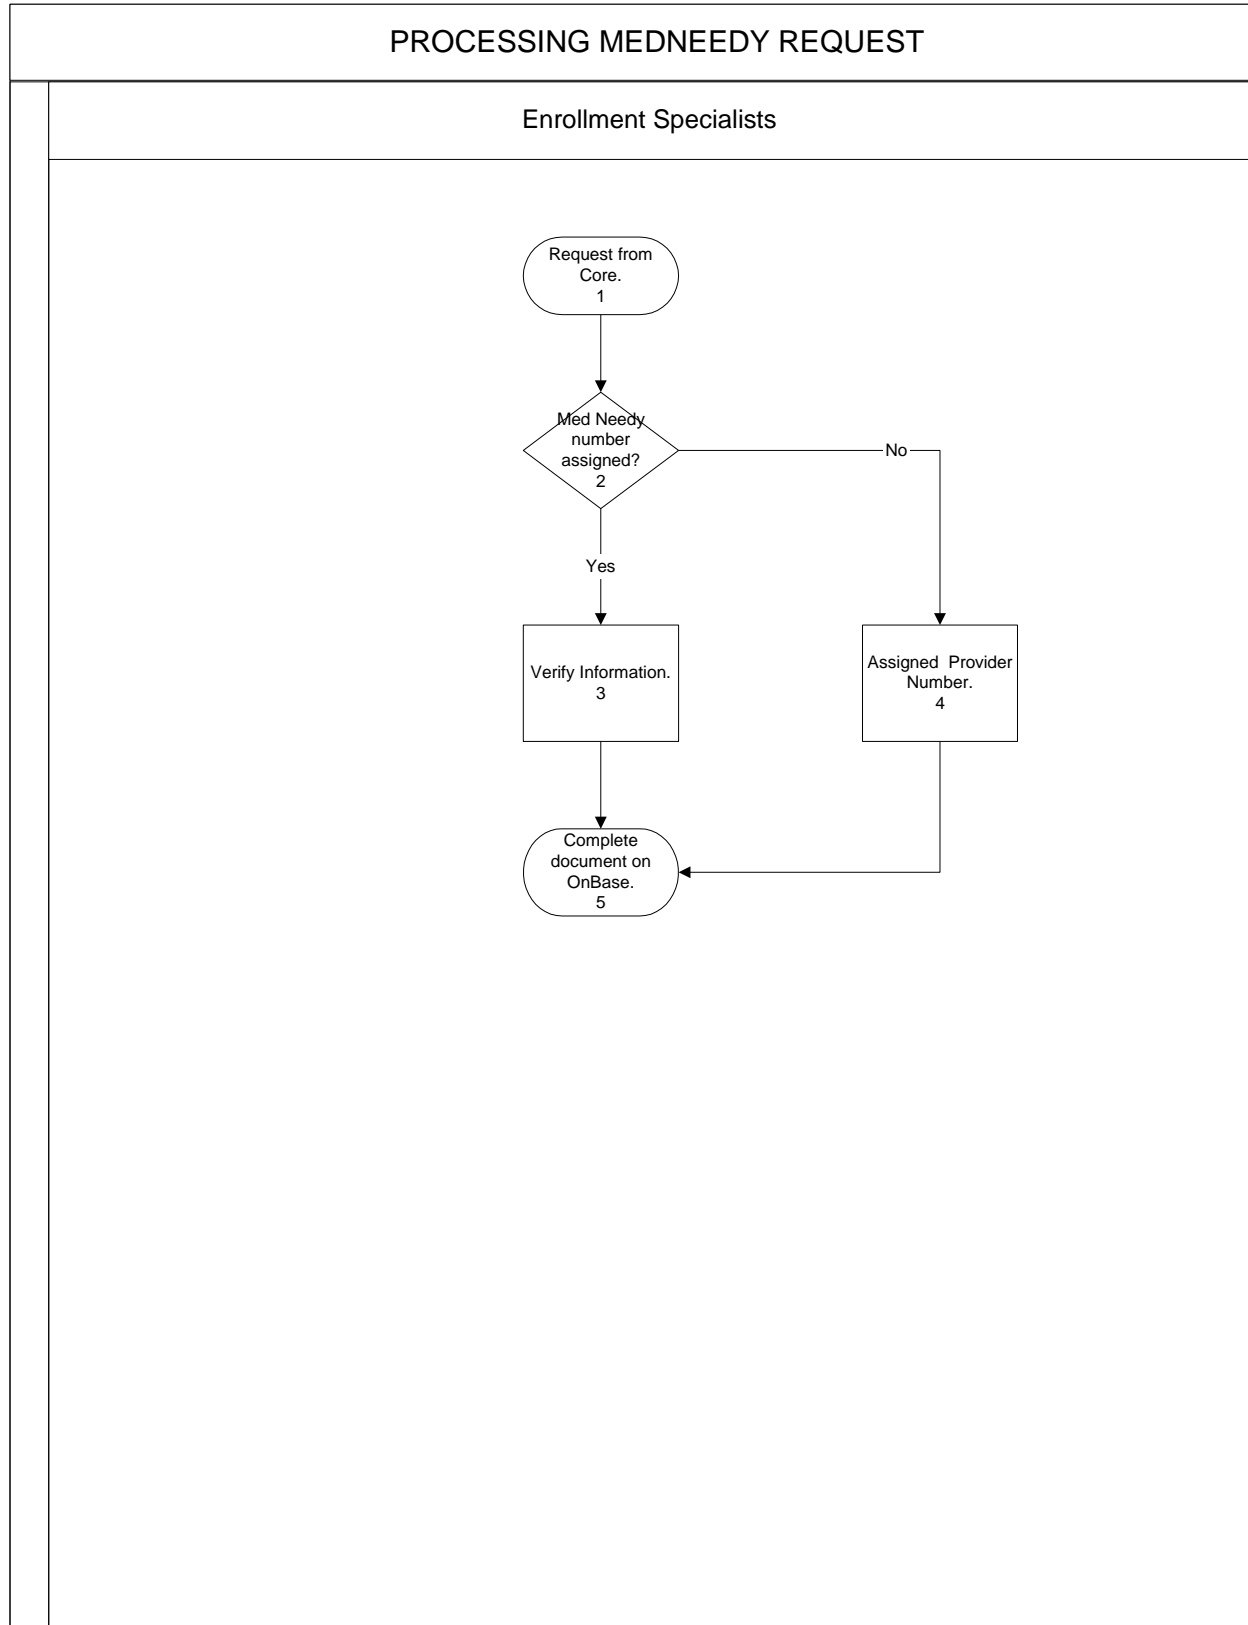 PROCESSING MEDNEEDY REQUEST
Enrollment Specialists
Request from
Core.
1
Med Needy
number
assigned?
2
No
Yes
Verify Information.
3
Assigned  Provider
Number.
4
Complete
document on
OnBase.
5